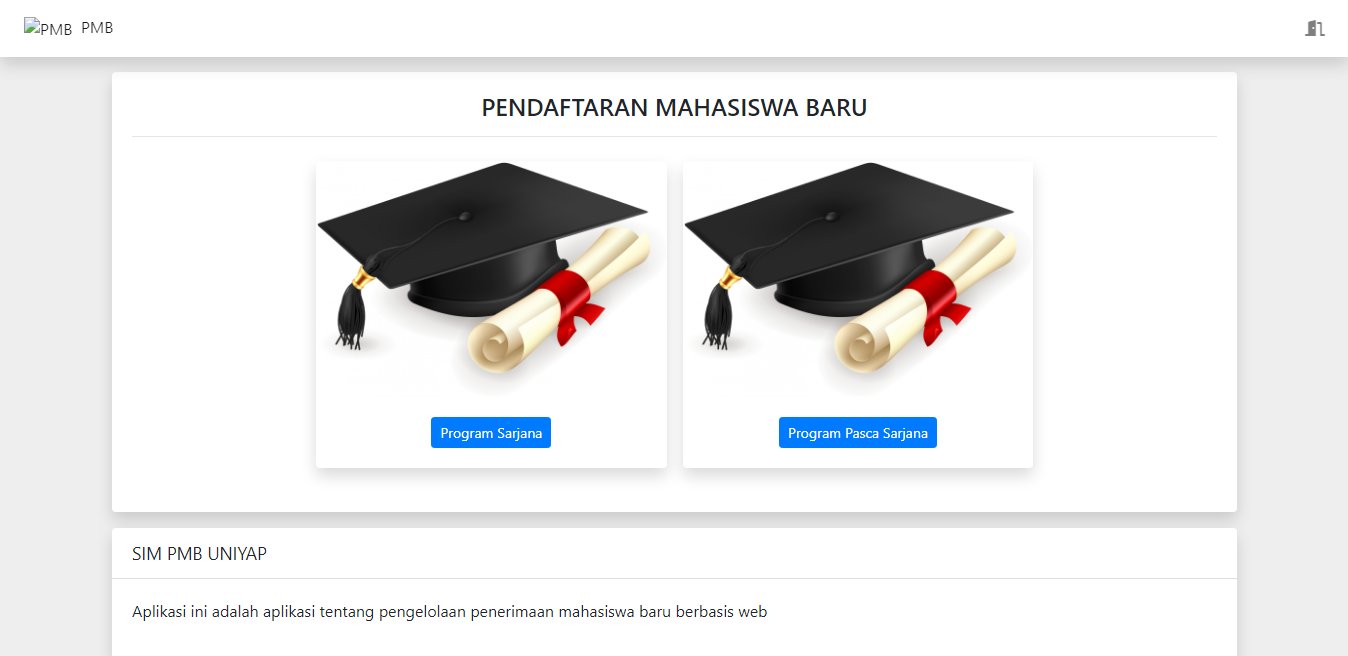 PMB PMB
PENDAFTARAN MAHASISWA BARU
Program Sarjana
Program Pasca Sarjana
SIM PMB UNIYAP
Aplikasi ini adalah aplikasi tentang pengelolaan penerimaan mahasiswa baru berbasis web